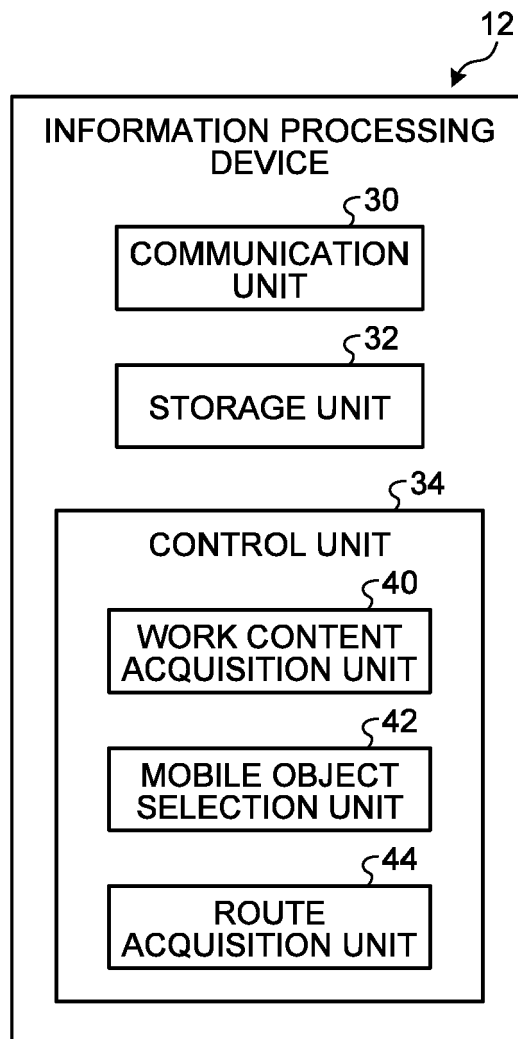 12
INFORMATION PROCESSING
DEVICE
30
COMMUNICATION
UNIT
32
STORAGE UNIT
34
CONTROL UNIT
40
WORK CONTENT
ACQUISITION UNIT
42
MOBILE OBJECT
SELECTION UNIT
44
ROUTE
ACQUISITION UNIT